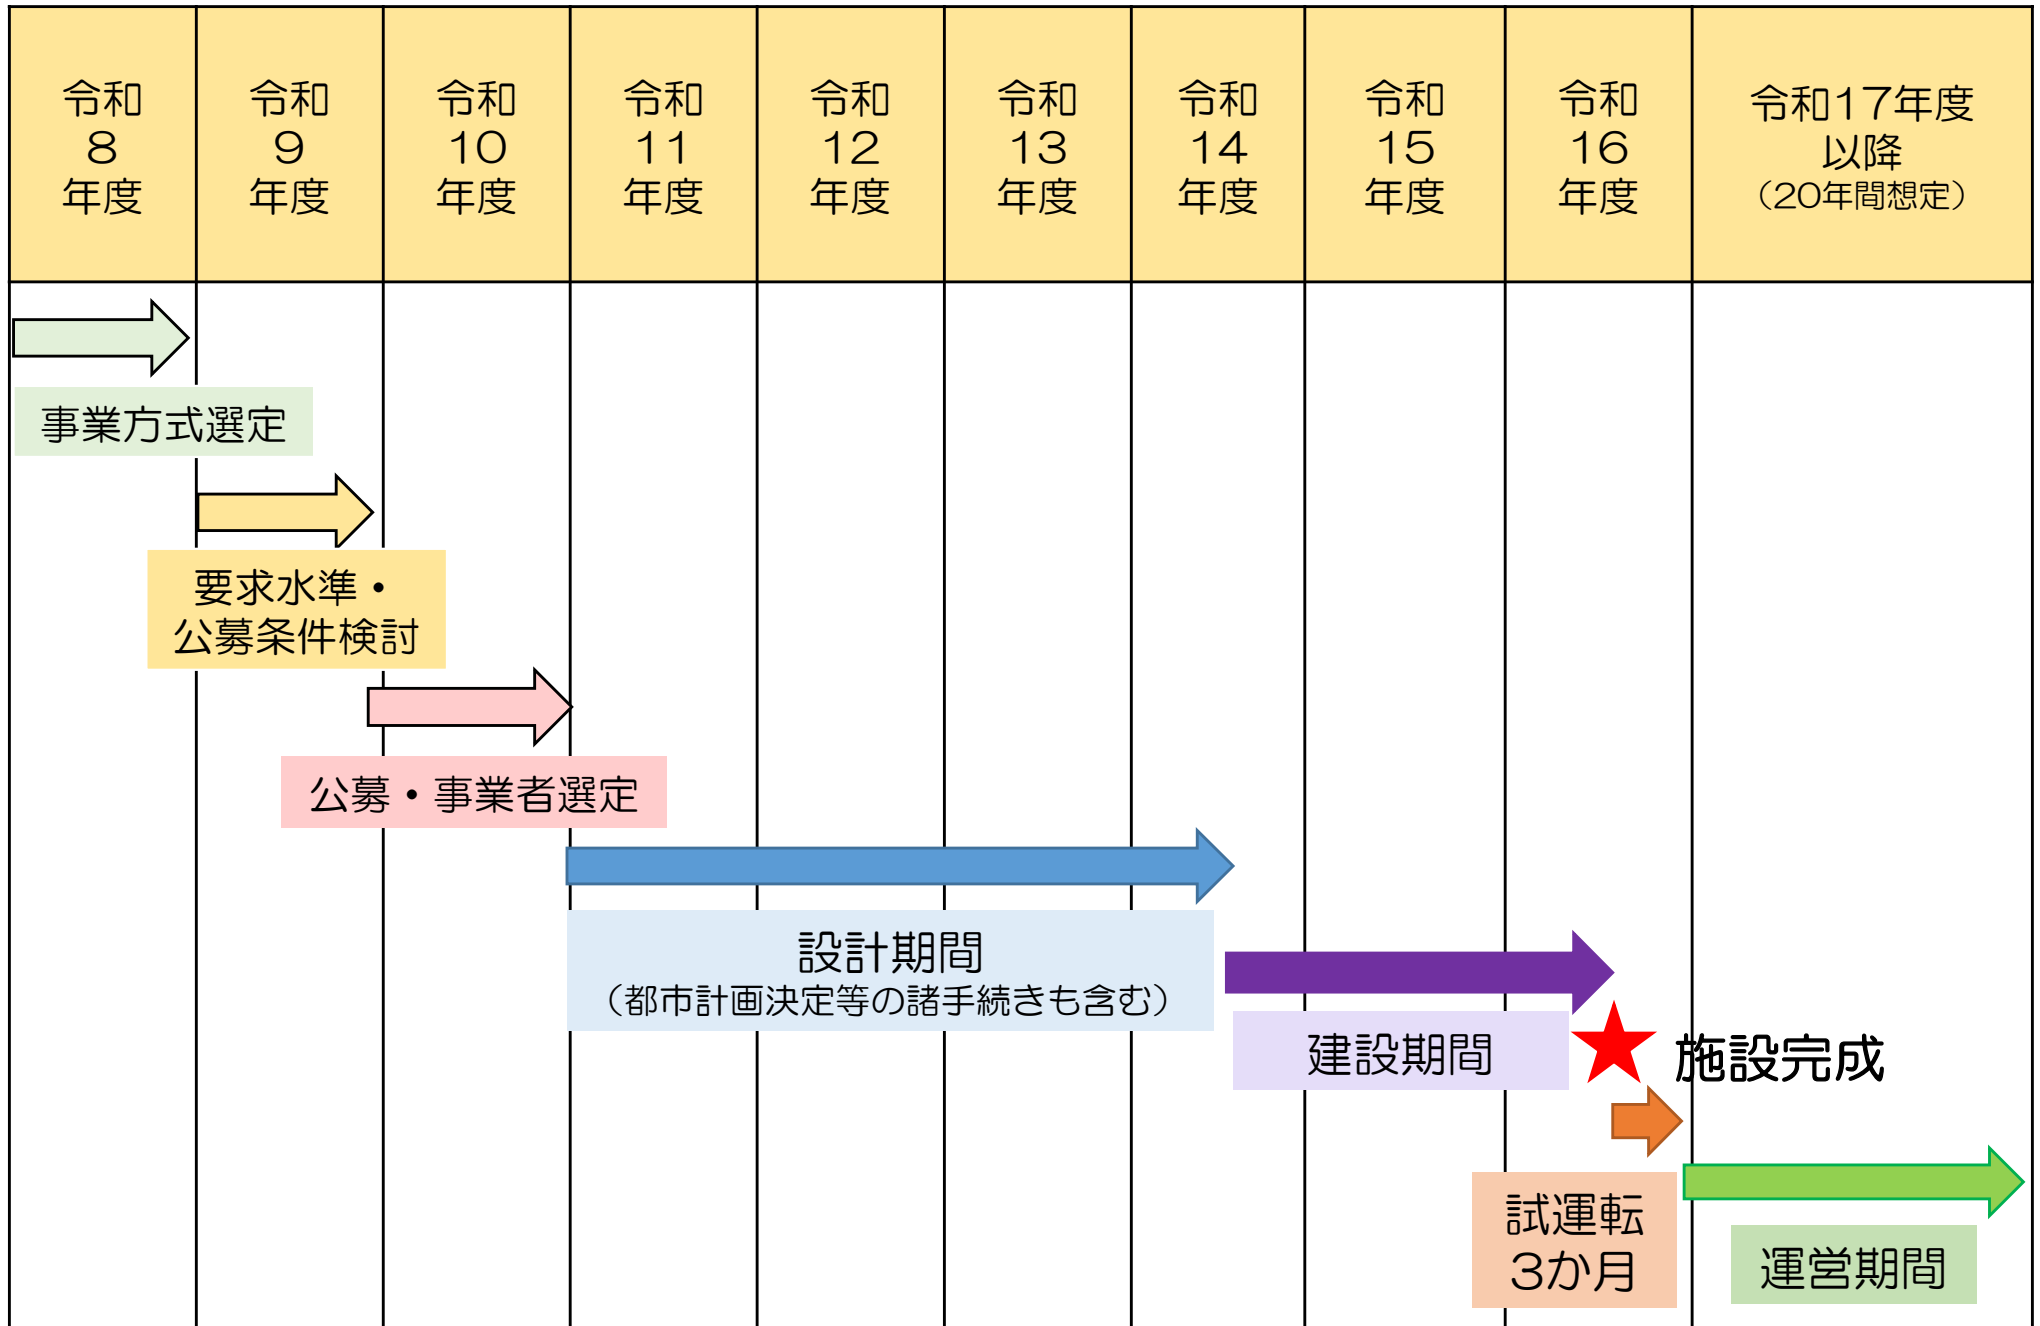 令和
8
年度
令和
9
年度
令和
10
年度
令和
11
年度
令和
12
年度
令和
13
年度
令和
14
年度
令和
15
年度
令和
16
年度
令和17年度
以降
（20年間想定）
事業方式選定
要求水準・
公募条件検討
公募・事業者選定
設計期間
（都市計画決定等の諸手続きも含む）
建設期間
施設完成
試運転
3か月
運営期間